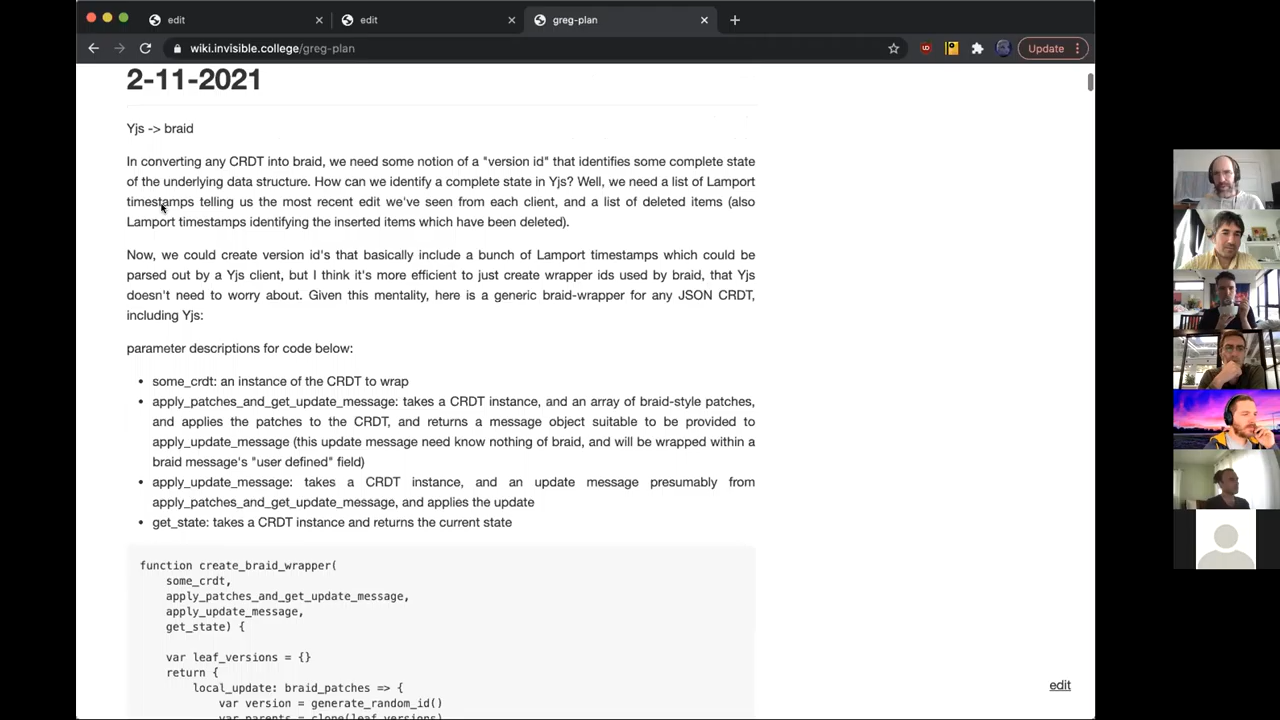 edit
edit
greg-plan
wiki.invisible.college/greg-plan
Update
2-11-2021
Yjs -> braid
In converting any CRDT into braid, we need some notion of a "version id" that identifies some complete state
of the underlying data structure. How can we identify a complete state in Yjs? Well, we need a list of Lamport
timestamps telling us the most recent edit we've seen from each client, and a list of deleted items (also
Lamport timestamps identifying the inserted items which have been deleted).
Now, we could create version id's that basically include a bunch of Lamport timestamps which could be
parsed out by a Yjs client, but I think it's more efficient to just create wrapper ids used by braid, that Yjs
doesn't need to worry about. Given this mentality, here is a generic braid-wrapper for any JSON CRDT,
including Yjs:
parameter descriptions for code below:
• some_crdt: an instance of the CRDT to wrap
• apply_patches_and_get_update_message: takes a CRDT instance, and an array of braid-style patches,
and applies the patches to the CRDT, and returns a message object suitable to be provided to
apply_update_message (this update message need know nothing of braid, and will be wrapped within a
braid message's "user defined" field)
• apply_update_message: takes a CRDT instance, and an update message presumably from
apply_patches_and_get_update_message, and applies the update
• get_state: takes a CRDT instance and returns the current state
function create_braid_wrapper(
some_crdt,
apply_patches_and_get_update_message,
apply_update_message,
get_state) {
var leaf_versions = {}
return {
local_update: braid_patches => {
var version = generate_random_id()
var parents = clone(leaf_versions)
edit